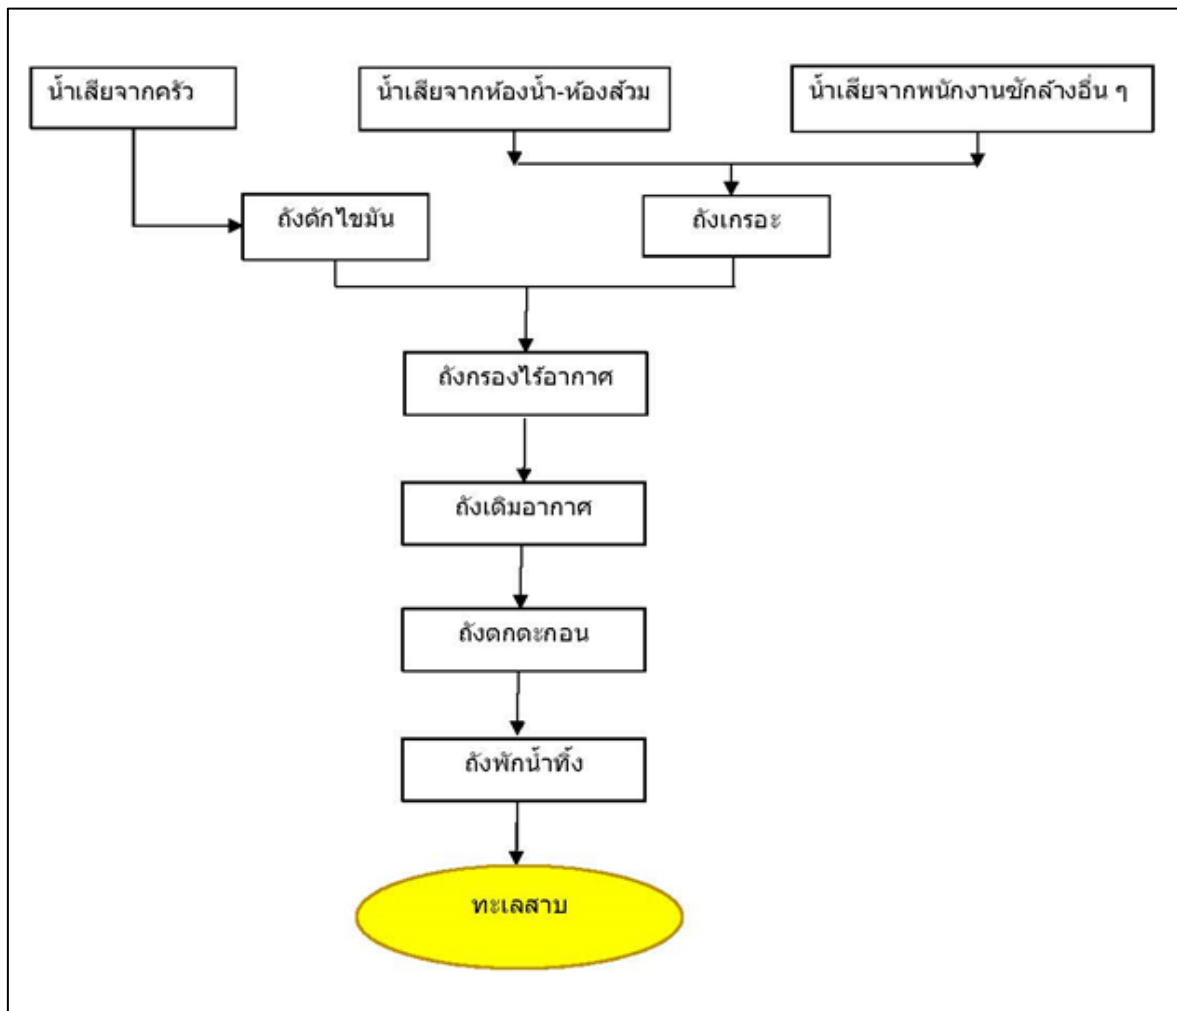 น้ำเสียจากครัว
น้ำเสียจากห้องน้ำ-ห้องส้วม
น้ำเสียจากพนักงานซักล้างอื่น ๆ
ถังดักไขมัน
ถังเกรอะ
ถังกรองไร้อากาศ
ถังเติมอากาศ
ถังตกตะกอน
ถังพักน้ำทิ้ง
ทะเลสาบ